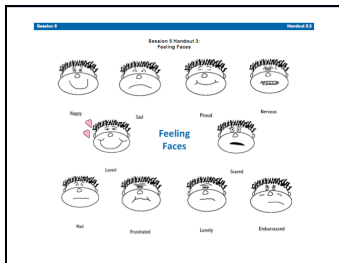 Session 5 Handout 5.3
Session 5 Handout 3:
Feeling Faces
Happy Sad Proud Nervous
Feeling
Faces
Loved Scared
Mad Frustrated Lonely Embarrassed